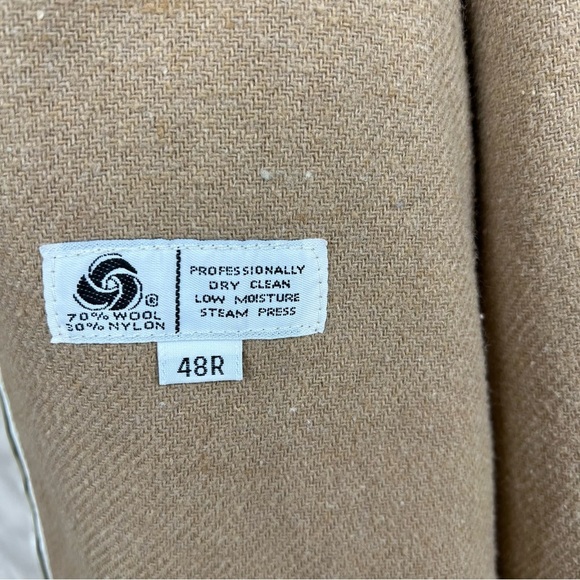 ®
70% WOOL
30% NYLON
PROFESSIONALLY
DRY CLEAN
LOW MOISTURE
STEAM PRESS
48R